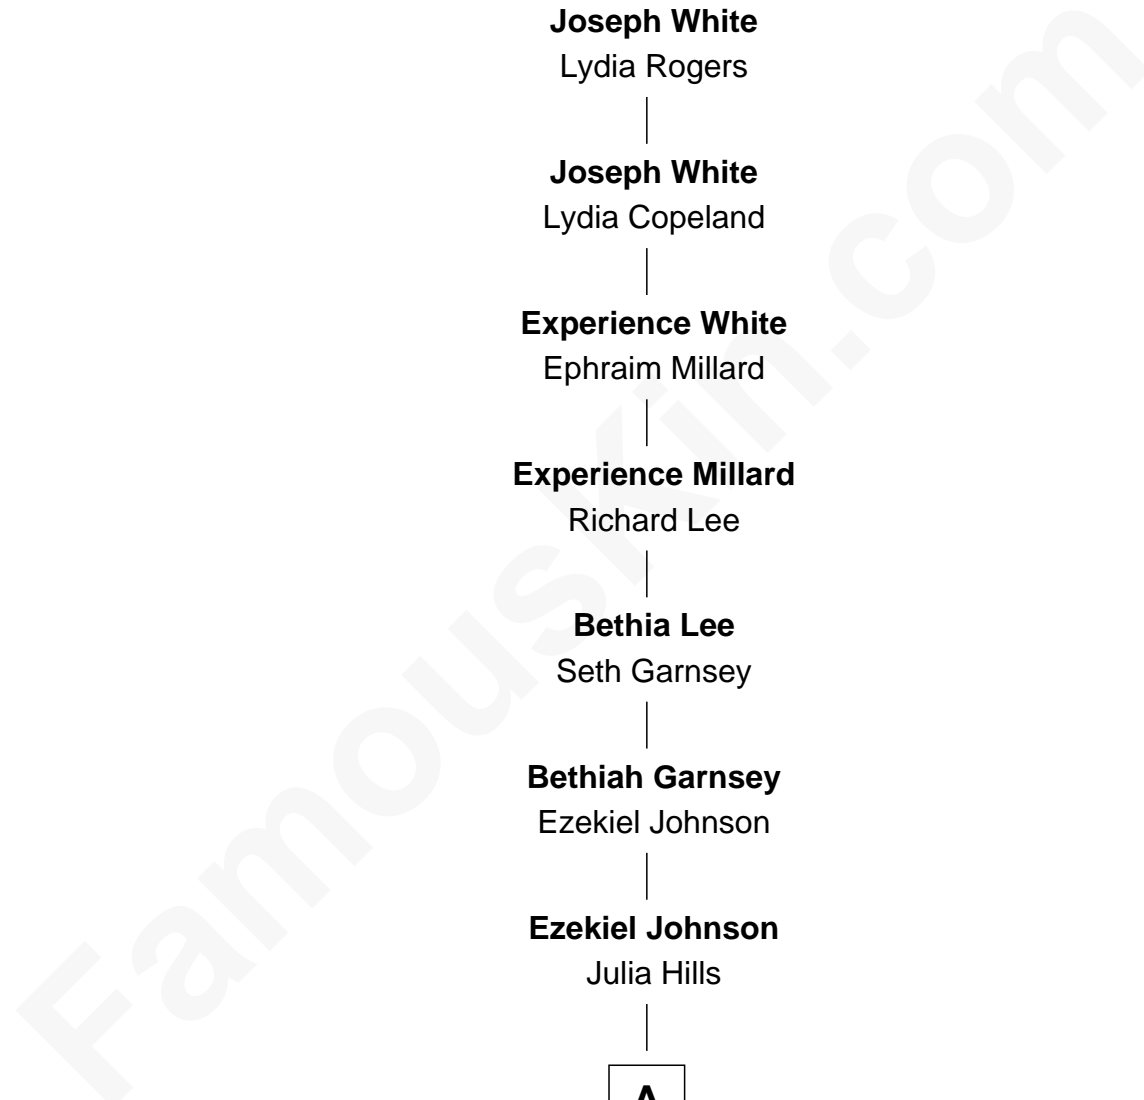 Joseph White
Lydia Rogers
Joseph White
Lydia Copeland
Experience White
Ephraim Millard
Experience Millard
Richard Lee
Bethia Lee
Seth Garnsey
Bethiah Garnsey
Ezekiel Johnson
Ezekiel Johnson
Julia Hills
A
FamousKin.com